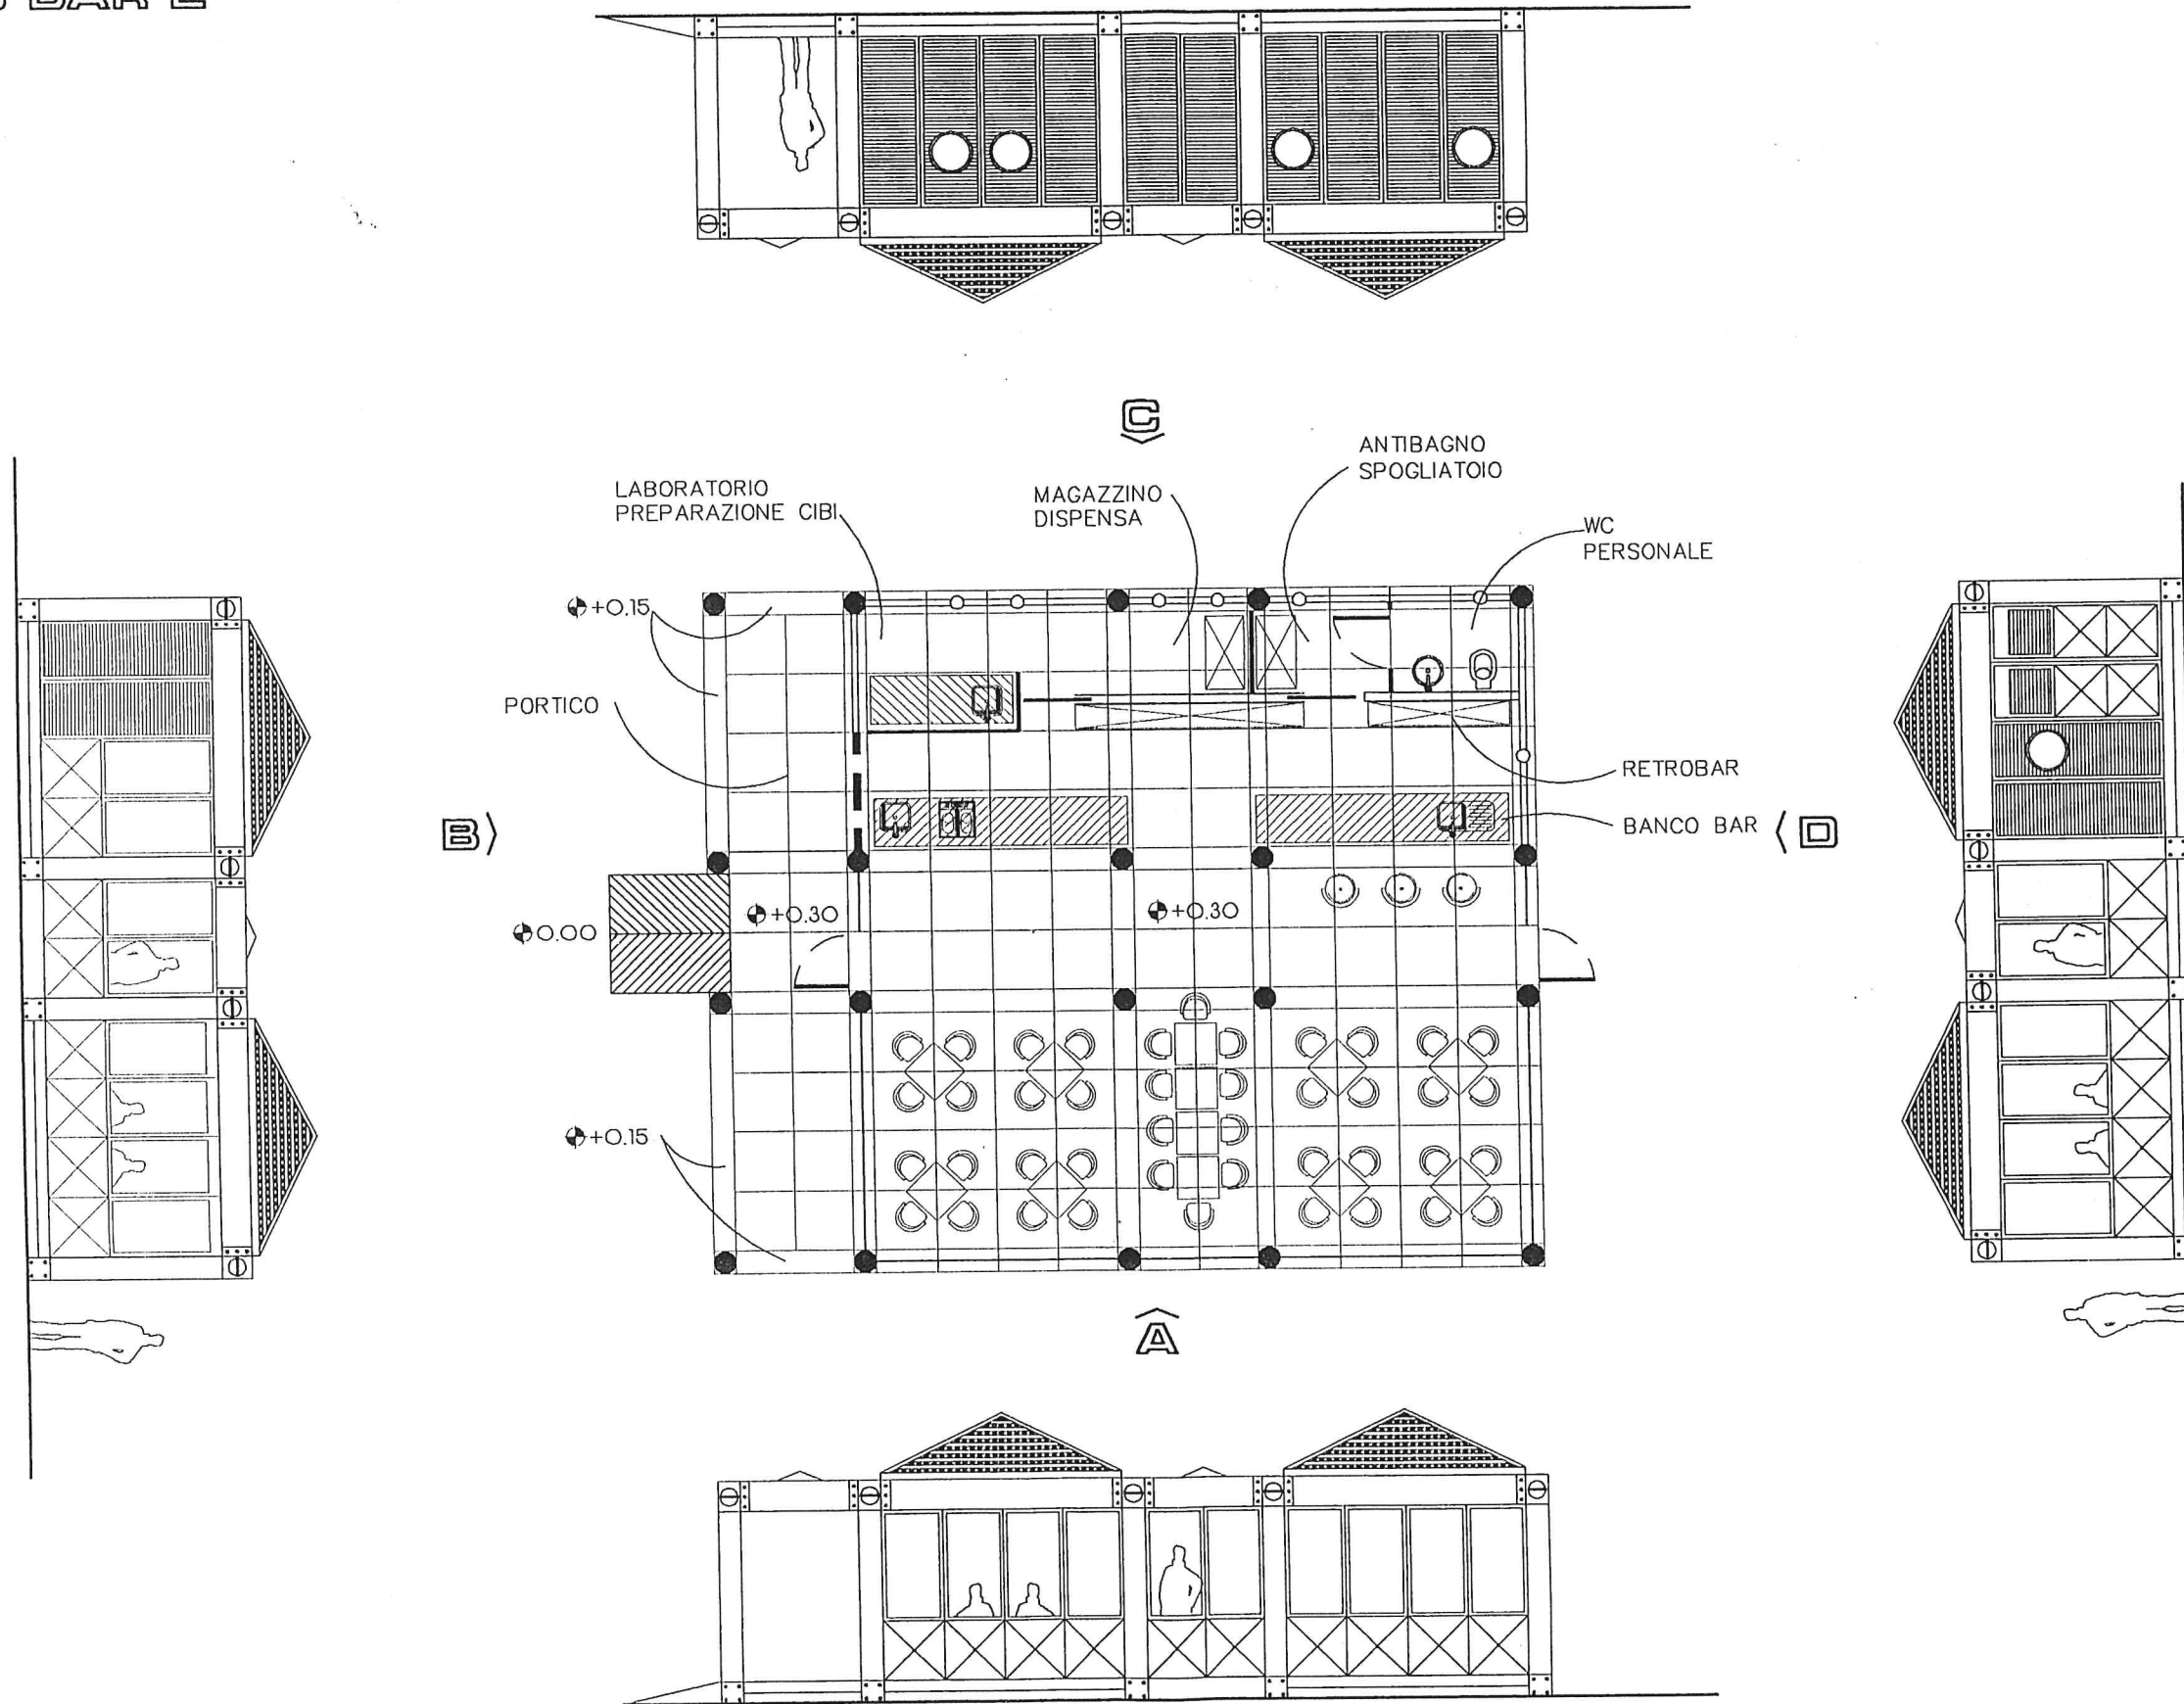 BAR E
C
ANTIBAGNO
SPOGLIATOIO
LABORATORIO
PREPARAZIONE CIBI
MAGAZZINO
DISPENSA
WC
PERSONALE
+0.15
PORTICO
RETROBAR
B
BANCO BAR
D
+0.30
+0.30
0.00
+0.15
A